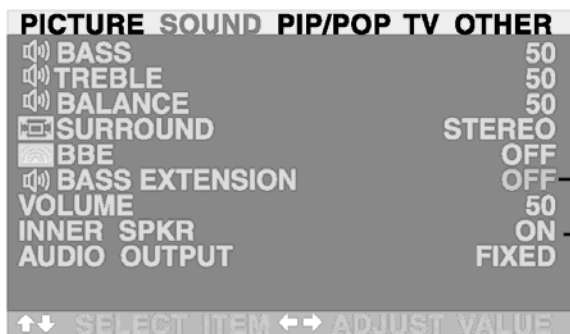 PICTURE SOUND PIP/POP TV OTHER
BASS 50
TREBLE 50
BALANCE 50
SURROUND STEREO
BBE OFF
BASS EXTENSION OFF
VOLUME 50
INNER SPKR ON
AUDIO OUTPUT FIXED
SELECT ITEM ADJUST VALUE